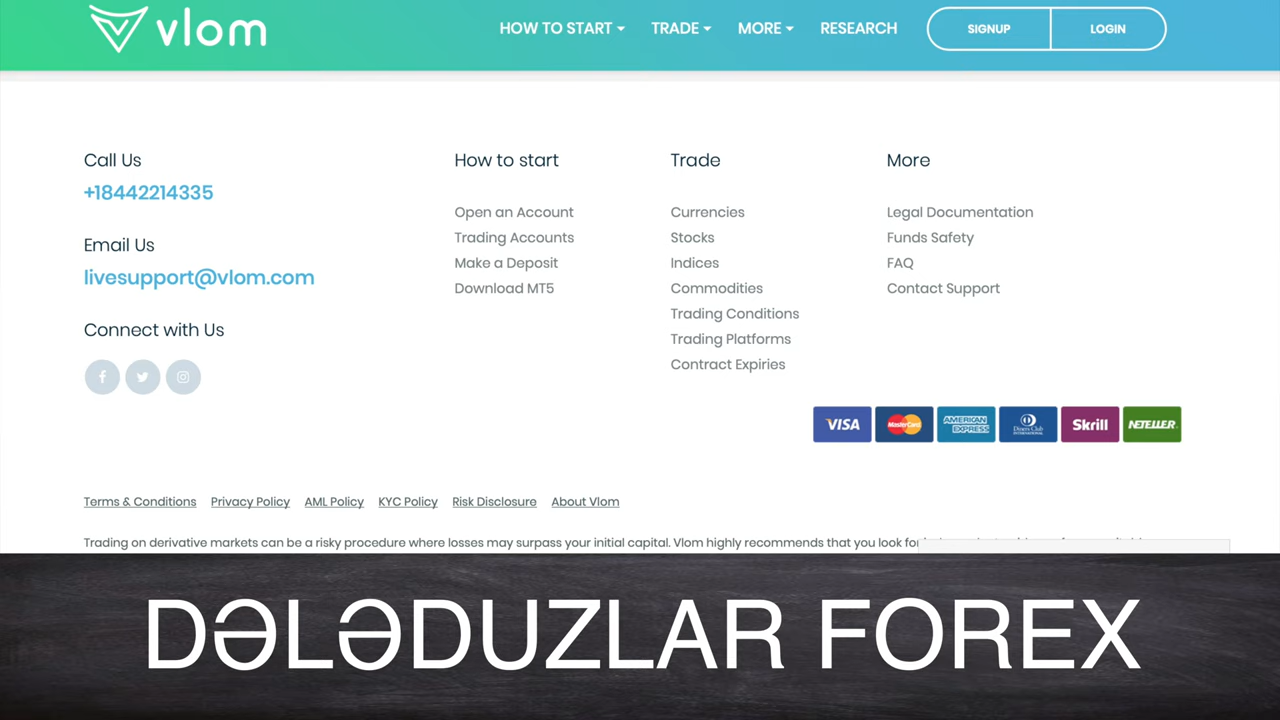 vlom
HOW TO START TRADE MORE RESEARCH SIGNUP LOGIN
Call Us
+18442214335
Email Us
livesupport@vlom.com
Connect with Us
How to start
Open an Account
Trading Accounts
Make a Deposit
Download MT5
Trade
Currencies
Stocks
Indices
Commodities
Trading Conditions
Trading Platforms
Contract Expiries
More
Legal Documentation
Funds Safety
FAQ
Contact Support
VISA MasterCard AMERICAN EXPRESS Diners Club INTERNATIONAL Skrill NETELLER
Terms & Conditions Privacy Policy AML Policy KYC Policy Risk Disclosure About Vlom
Trading on derivative markets can be a risky procedure where losses may surpass your initial capital. Vlom highly recommends that you look for
DƏLƏDUZLAR FOREX